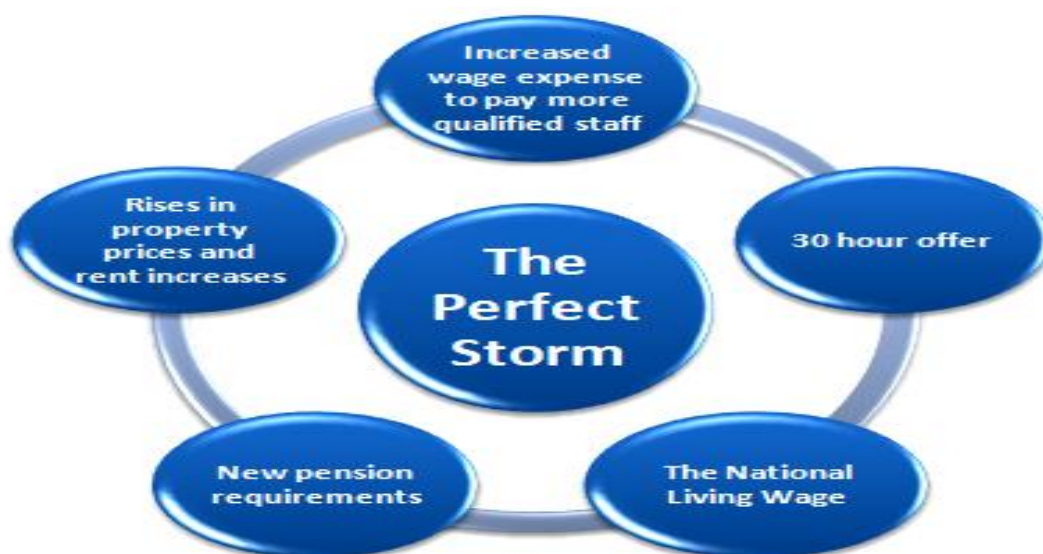 Increased
wage expense
to pay more
qualified staff
30 hour offer
The National
Living Wage
New pension
requirements
Rises in
property
prices and
rent increases
The
Perfect
Storm